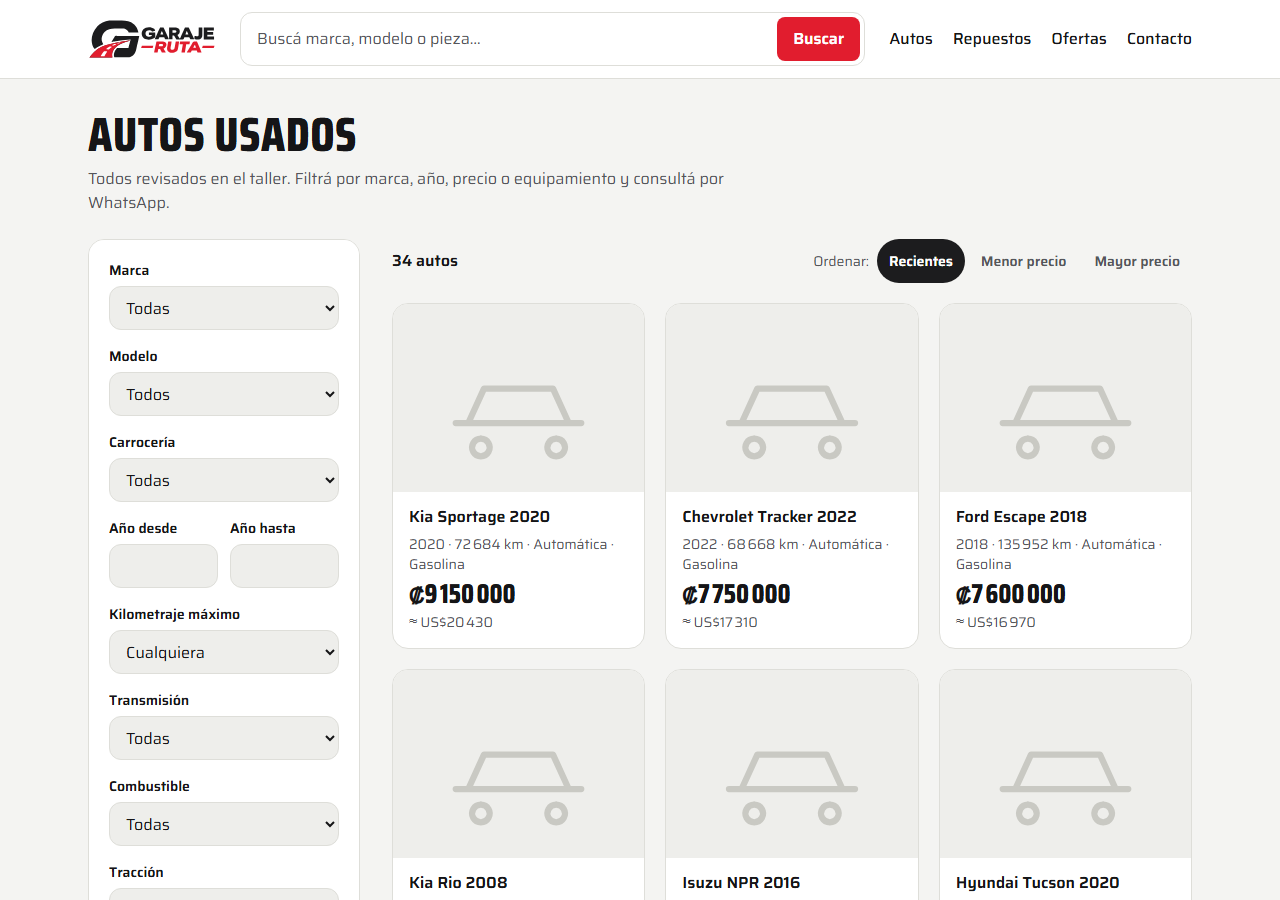 GARAJE
RUTA
Buscá marca, modelo o pieza...
Buscar
Autos
Repuestos
Ofertas
Contacto
AUTOS USADOS
Todos revisados en el taller. Filtrá por marca, año, precio o equipamiento y consultá por
WhatsApp.
Marca
Todas
Modelo
Todos
Carrocería
Todas
Año desde
Año hasta
Kilometraje máximo
Cualquiera
Transmisión
Todas
Combustible
Todas
Tracción
34 autos
Ordenar:
Recientes
Menor precio
Mayor precio
Kia Sportage 2020
2020 · 72 684 km · Automática ·
Gasolina
₡9 150 000
≈ US$20 430
Chevrolet Tracker 2022
2022 · 68 668 km · Automática ·
Gasolina
₡7 750 000
≈ US$17 310
Ford Escape 2018
2018 · 135 952 km · Automática ·
Gasolina
₡7 600 000
≈ US$16 970
Kia Rio 2008
Isuzu NPR 2016
Hyundai Tucson 2020